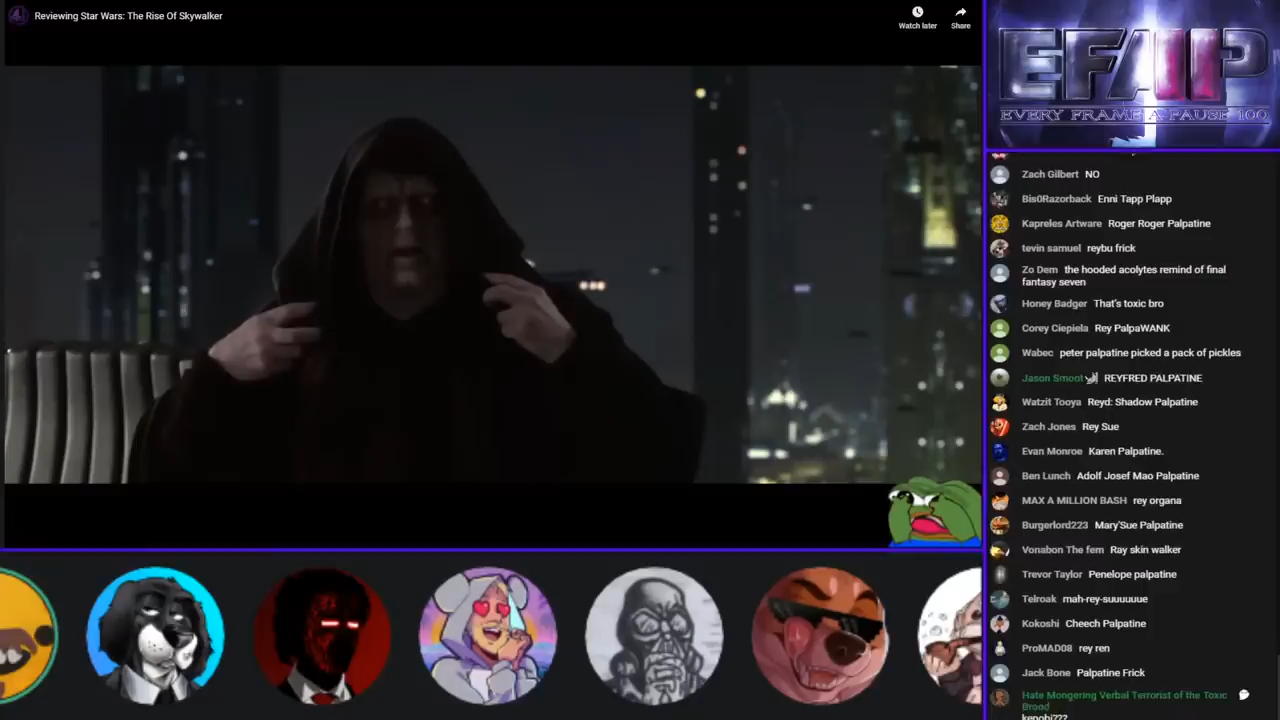 Reviewing Star Wars: The Rise Of Skywalker
Watch later
Share
EFAP
EVERY FRAME A PAUSE 100
Zach Gilbert NO
Bis0Razorback Enni Tapp Plapp
Kapreles Artware Roger Roger Palpatine
tevin samuel reybu frick
Zo Dem the hooded acolytes remind of final
fantasy seven
Honey Badger That's toxic bro
Corey Ciepiela Rey PalpaWANK
Wabec peter palpatine picked a pack of pickles
Jason Smoot REYFRED PALPATINE
Watzit Tooya Reyd: Shadow Palpatine
Zach Jones Rey Sue
Evan Monroe Karen Palpatine.
Ben Lunch Adolf Josef Mao Palpatine
MAX A MILLION BASH rey organa
Burgerlord223 Mary'Sue Palpatine
Vonabon The fem Ray skin walker
Trevor Taylor Penelope palpatine
Telroak mah-rey-suuuuuue
Kokoshi Cheech Palpatine
ProMAD08 rey ren
Jack Bone Palpatine Frick
Hate Mongering Verbal Terrorist of the Toxic
Brood
kenobi???